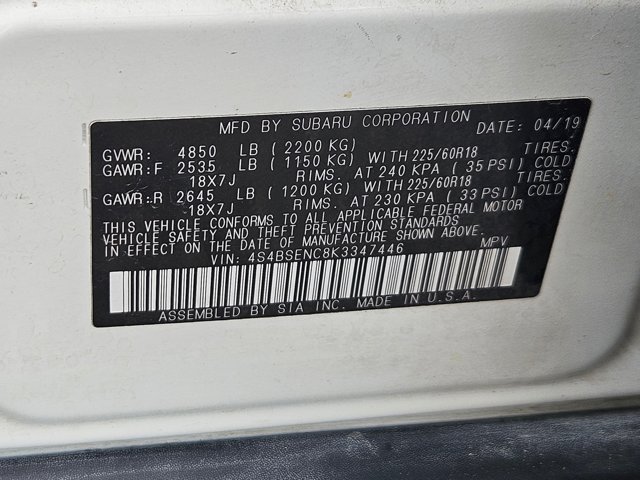 MFD BY SUBARU CORPORATION DATE: 04/19
GVWR: 4850 LB (2200 KG)
GAWR: F 2535 LB (1150 KG) WITH 225/60R18 TIRES.
18X7J RIMS. AT 240 KPA (35 PSI) COLD
GAWR: R 2645 LB (1200 KG) WITH 225/60R18 TIRES.
18X7J RIMS. AT 230 KPA (33 PSI) COLD
THIS VEHICLE CONFORMS TO ALL APPLICABLE FEDERAL MOTOR
VEHICLE SAFETY AND THEFT PREVENTION STANDARDS
IN EFFECT ON THE DATE OF MANUFACTURE SHOWN ABOVE.
VIN: 4S4BSENC8K3347446 MPV
ASSEMBLED BY SIA INC. MADE IN U.S.A.